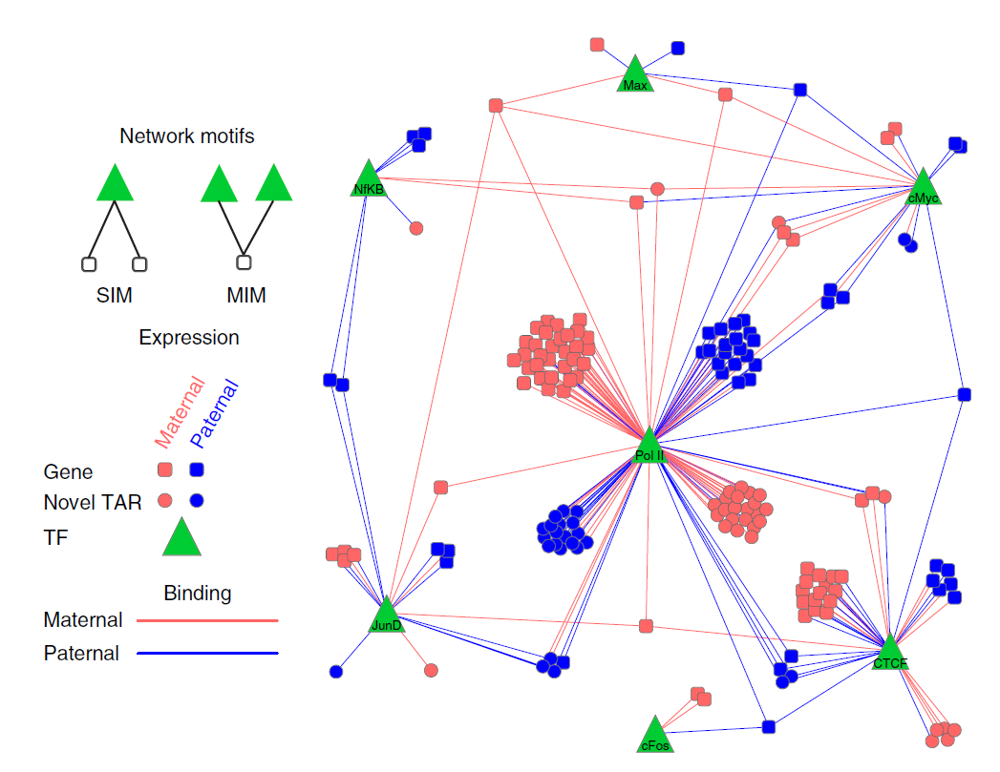 Network motifs
SIM
MIM
Expression
Maternal
Paternal
Gene
Novel TAR
TF
Binding
Maternal
Paternal
Max
NfKB
cMyc
Pol II
JunD
CTCF
cFos